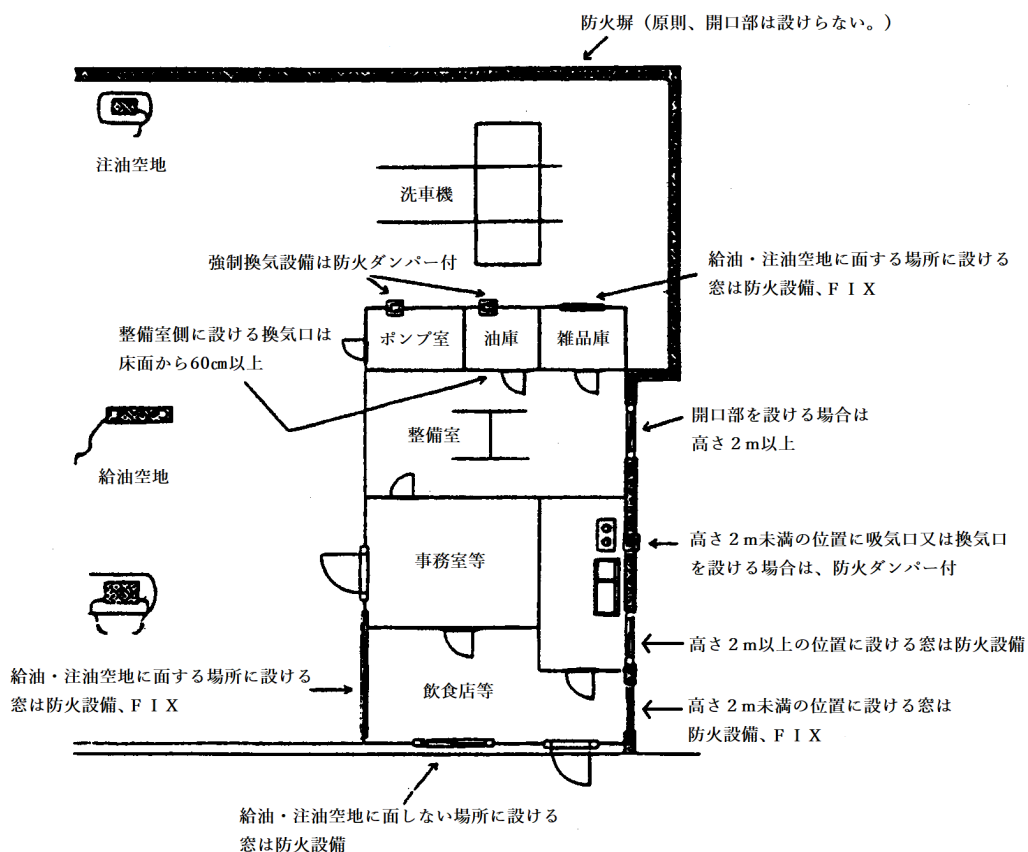 防火塀（原則、開口部は設けらない。）
注油空地
洗車機
強制換気設備は防火ダンパー付
給油・注油空地に面する場所に設ける
窓は防火設備、ＦＩＸ
整備室側に設ける換気口は
床面から60㎝以上
ポンプ室
油庫
雑品庫
開口部を設ける場合は
高さ２ｍ以上
整備室
給油空地
高さ２ｍ未満の位置に吸気口又は換気口
を設ける場合は、防火ダンパー付
事務室等
高さ２ｍ以上の位置に設ける窓は防火設備
給油・注油空地に面する場所に設ける
窓は防火設備、ＦＩＸ
飲食店等
高さ２ｍ未満の位置に設ける窓は
防火設備、ＦＩＸ
給油・注油空地に面しない場所に設ける
窓は防火設備